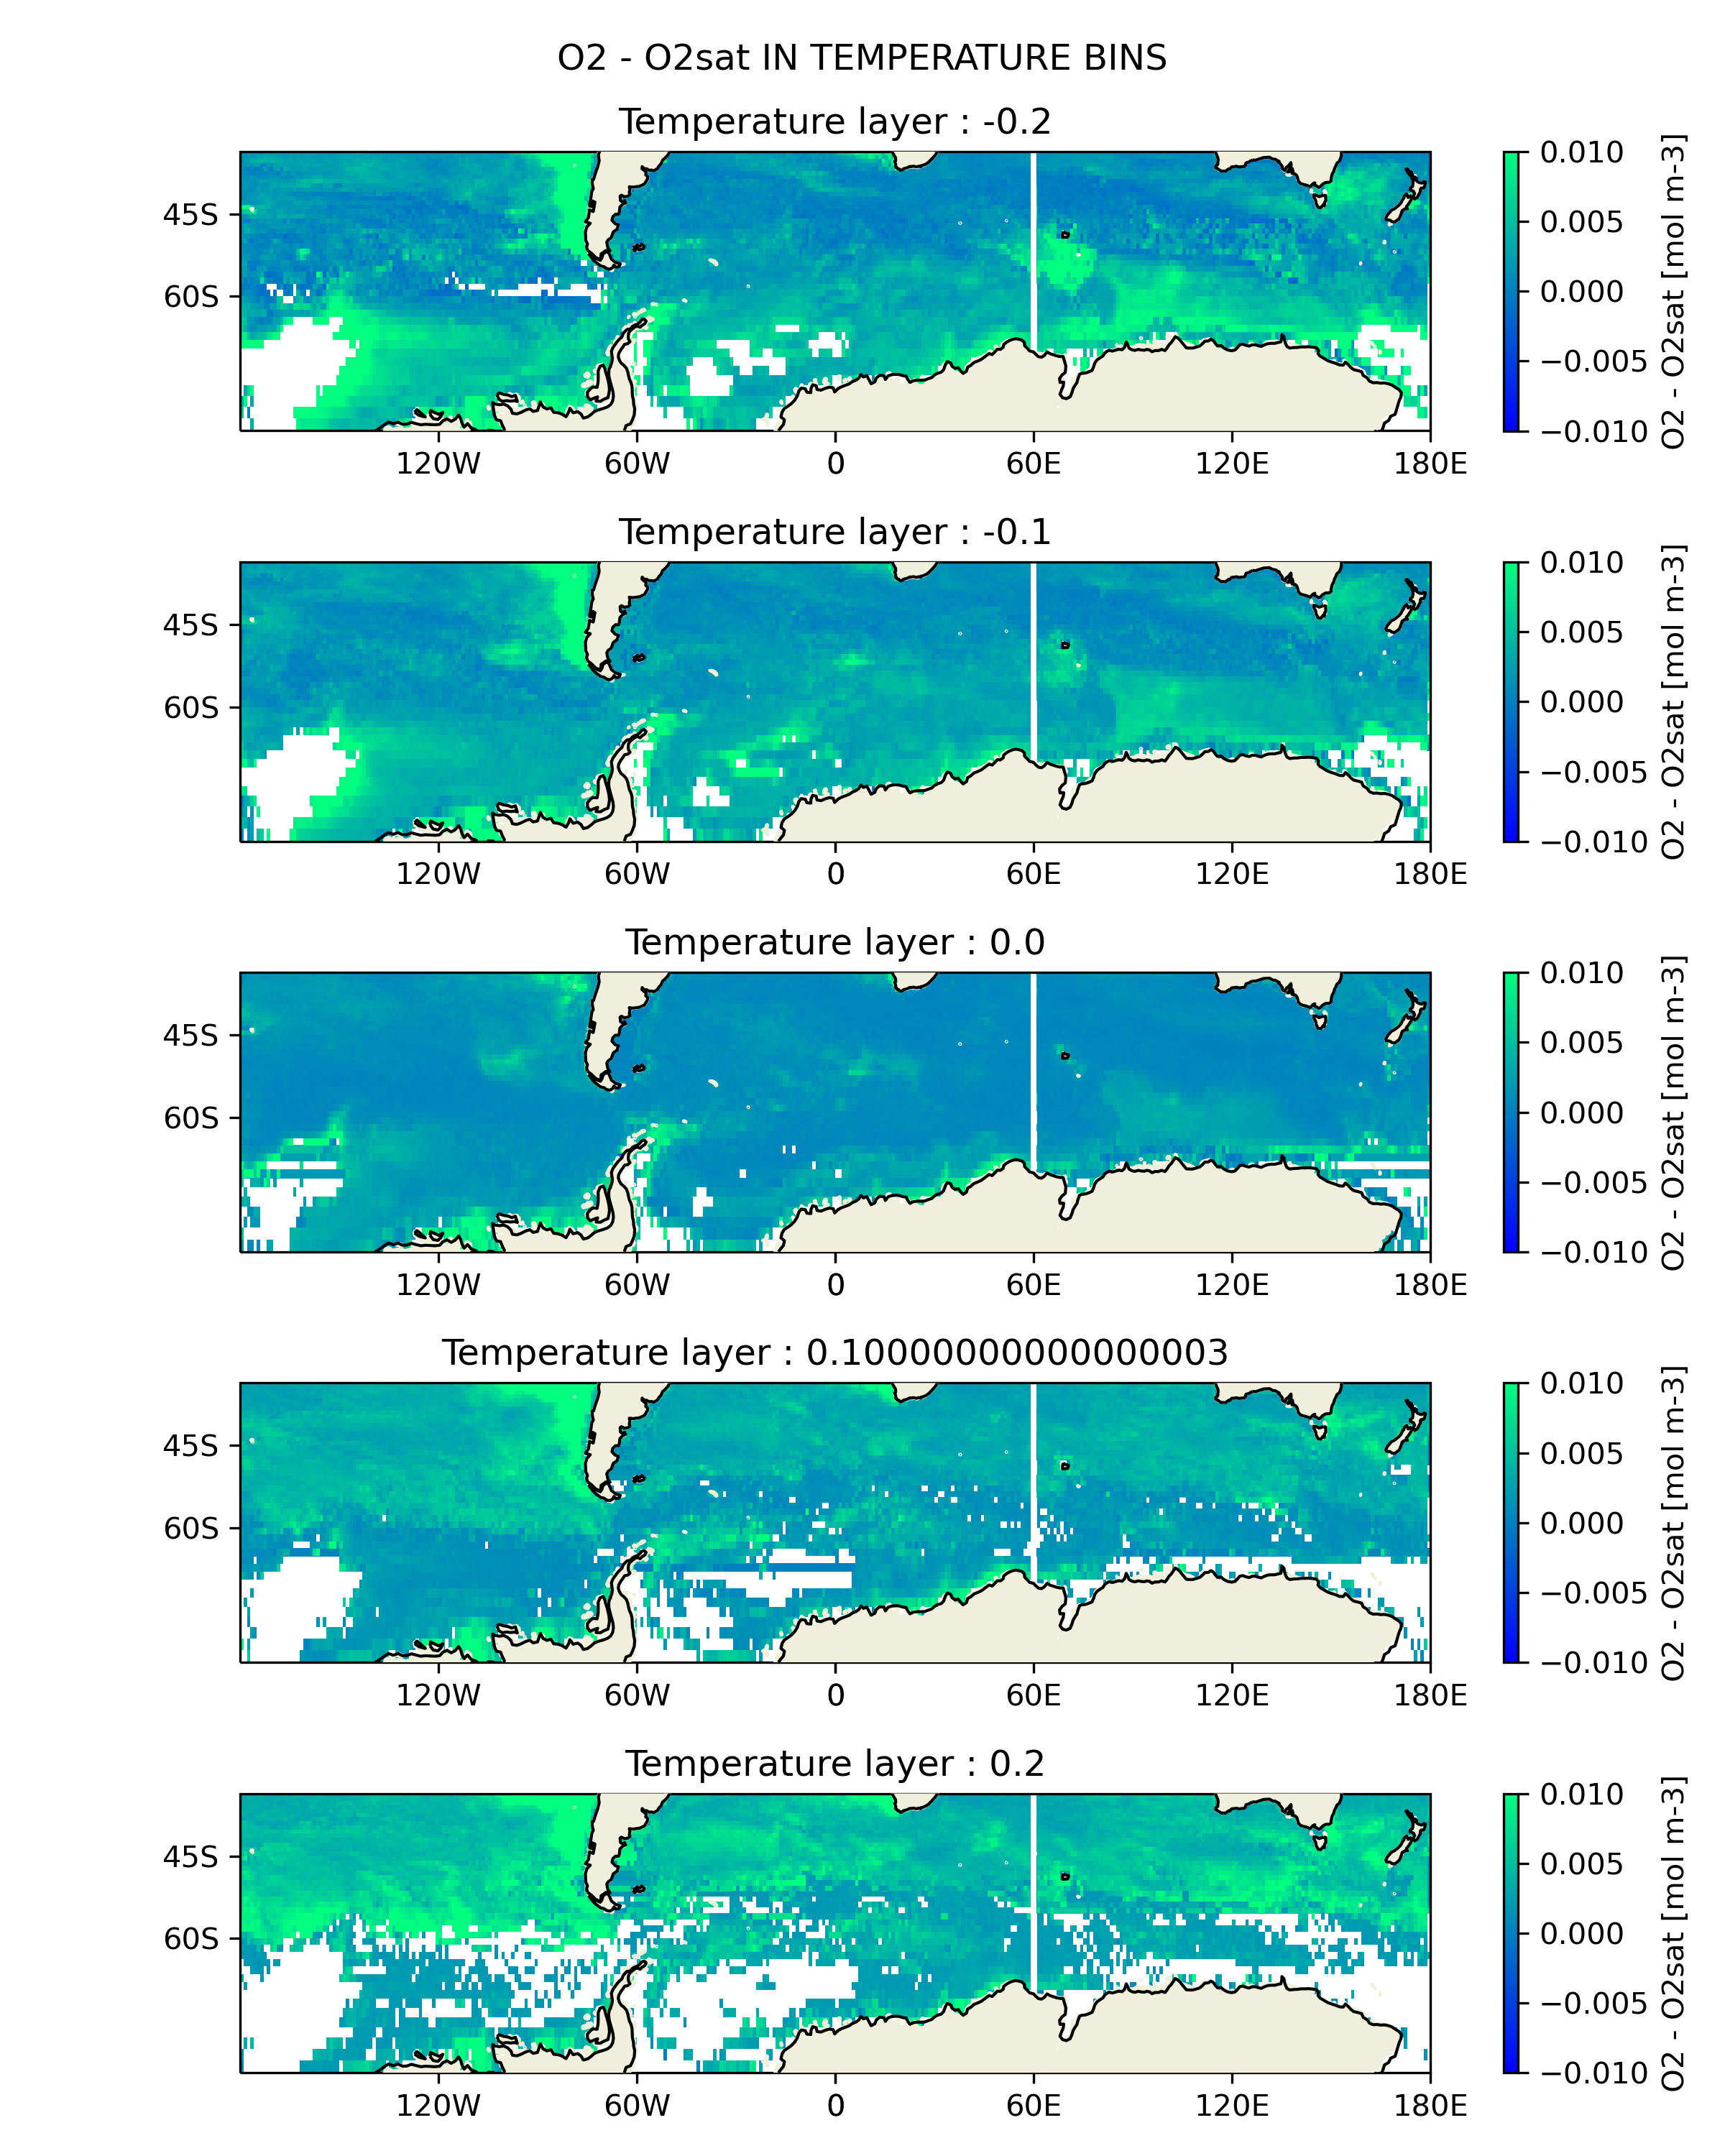 O2 - O2sat IN TEMPERATURE BINS
Temperature layer : -0.2
45S
60S
120W 60W 0 60E 120E 180E
0.010
0.005
0.000
−0.005
−0.010
O2 - O2sat [mol m-3]
Temperature layer : -0.1
45S
60S
120W 60W 0 60E 120E 180E
0.010
0.005
0.000
−0.005
−0.010
O2 - O2sat [mol m-3]
Temperature layer : 0.0
45S
60S
120W 60W 0 60E 120E 180E
0.010
0.005
0.000
−0.005
−0.010
O2 - O2sat [mol m-3]
Temperature layer : 0.10000000000000003
45S
60S
120W 60W 0 60E 120E 180E
0.010
0.005
0.000
−0.005
−0.010
O2 - O2sat [mol m-3]
Temperature layer : 0.2
45S
60S
120W 60W 0 60E 120E 180E
0.010
0.005
0.000
−0.005
−0.010
O2 - O2sat [mol m-3]